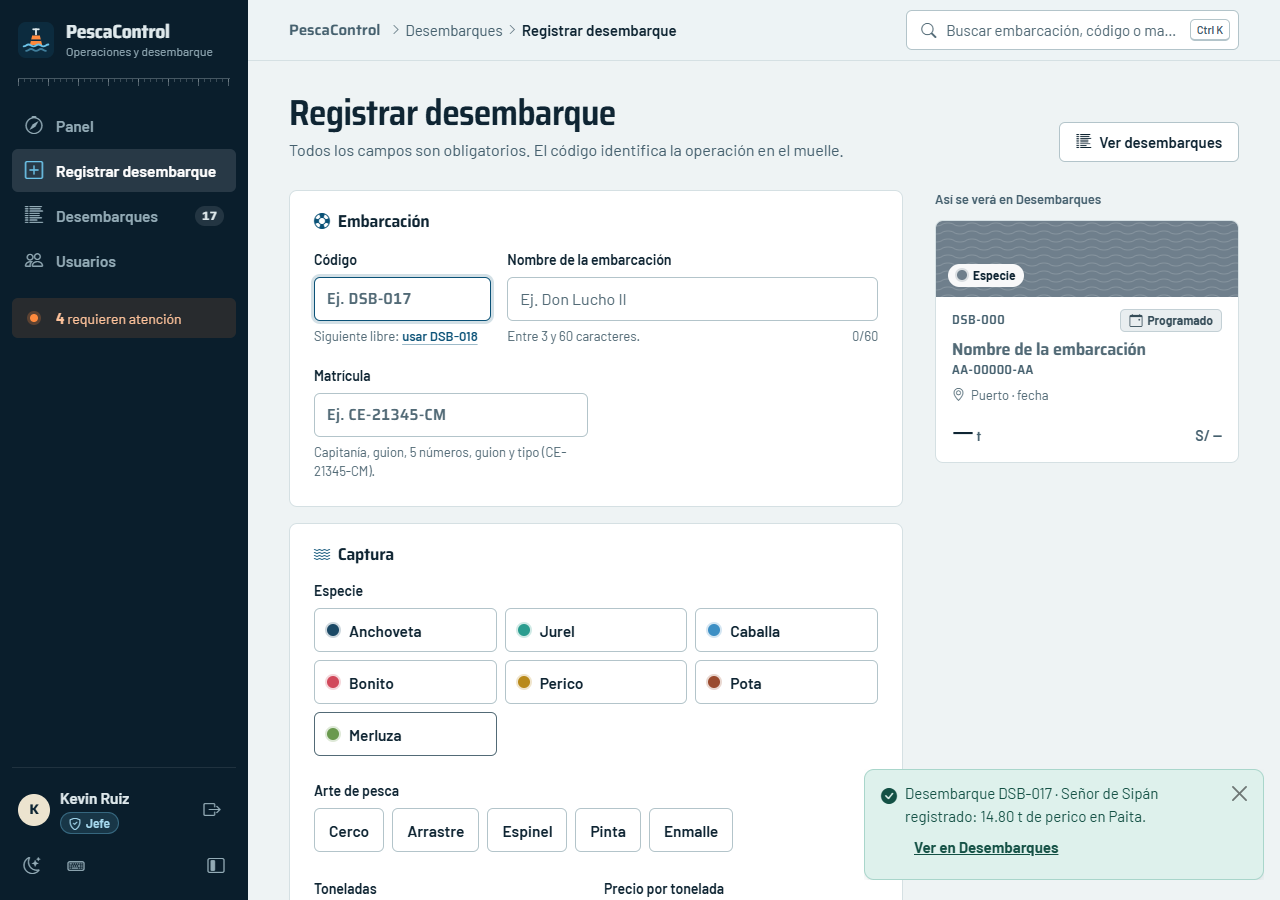 PescaControl
Operaciones y desembarque
Panel
Registrar desembarque
Desembarques 17
Usuarios
4 requieren atención
K
Kevin Ruiz
Jefe
PescaControl > Desembarques > Registrar desembarque
Buscar embarcación, código o ma... Ctrl K
Registrar desembarque
Todos los campos son obligatorios. El código identifica la operación en el muelle.
Ver desembarques
Embarcación
Código
Nombre de la embarcación
Ej. DSB-017
Ej. Don Lucho II
Siguiente libre: usar DSB-018
Entre 3 y 60 caracteres.
0/60
Matrícula
Ej. CE-21345-CM
Capitanía, guion, 5 números, guion y tipo (CE-
21345-CM).
Captura
Especie
Anchoveta
Jurel
Caballa
Bonito
Perico
Pota
Merluza
Arte de pesca
Cerco
Arrastre
Espinel
Pinta
Enmalle
Toneladas
Precio por tonelada
Así se verá en Desembarques
Especie
DSB-000
Programado
Nombre de la embarcación
AA-00000-AA
Puerto · fecha
— t
S/ —
Desembarque DSB-017 · Señor de Sipán
registrado: 14.80 t de perico en Paita.
Ver en Desembarques